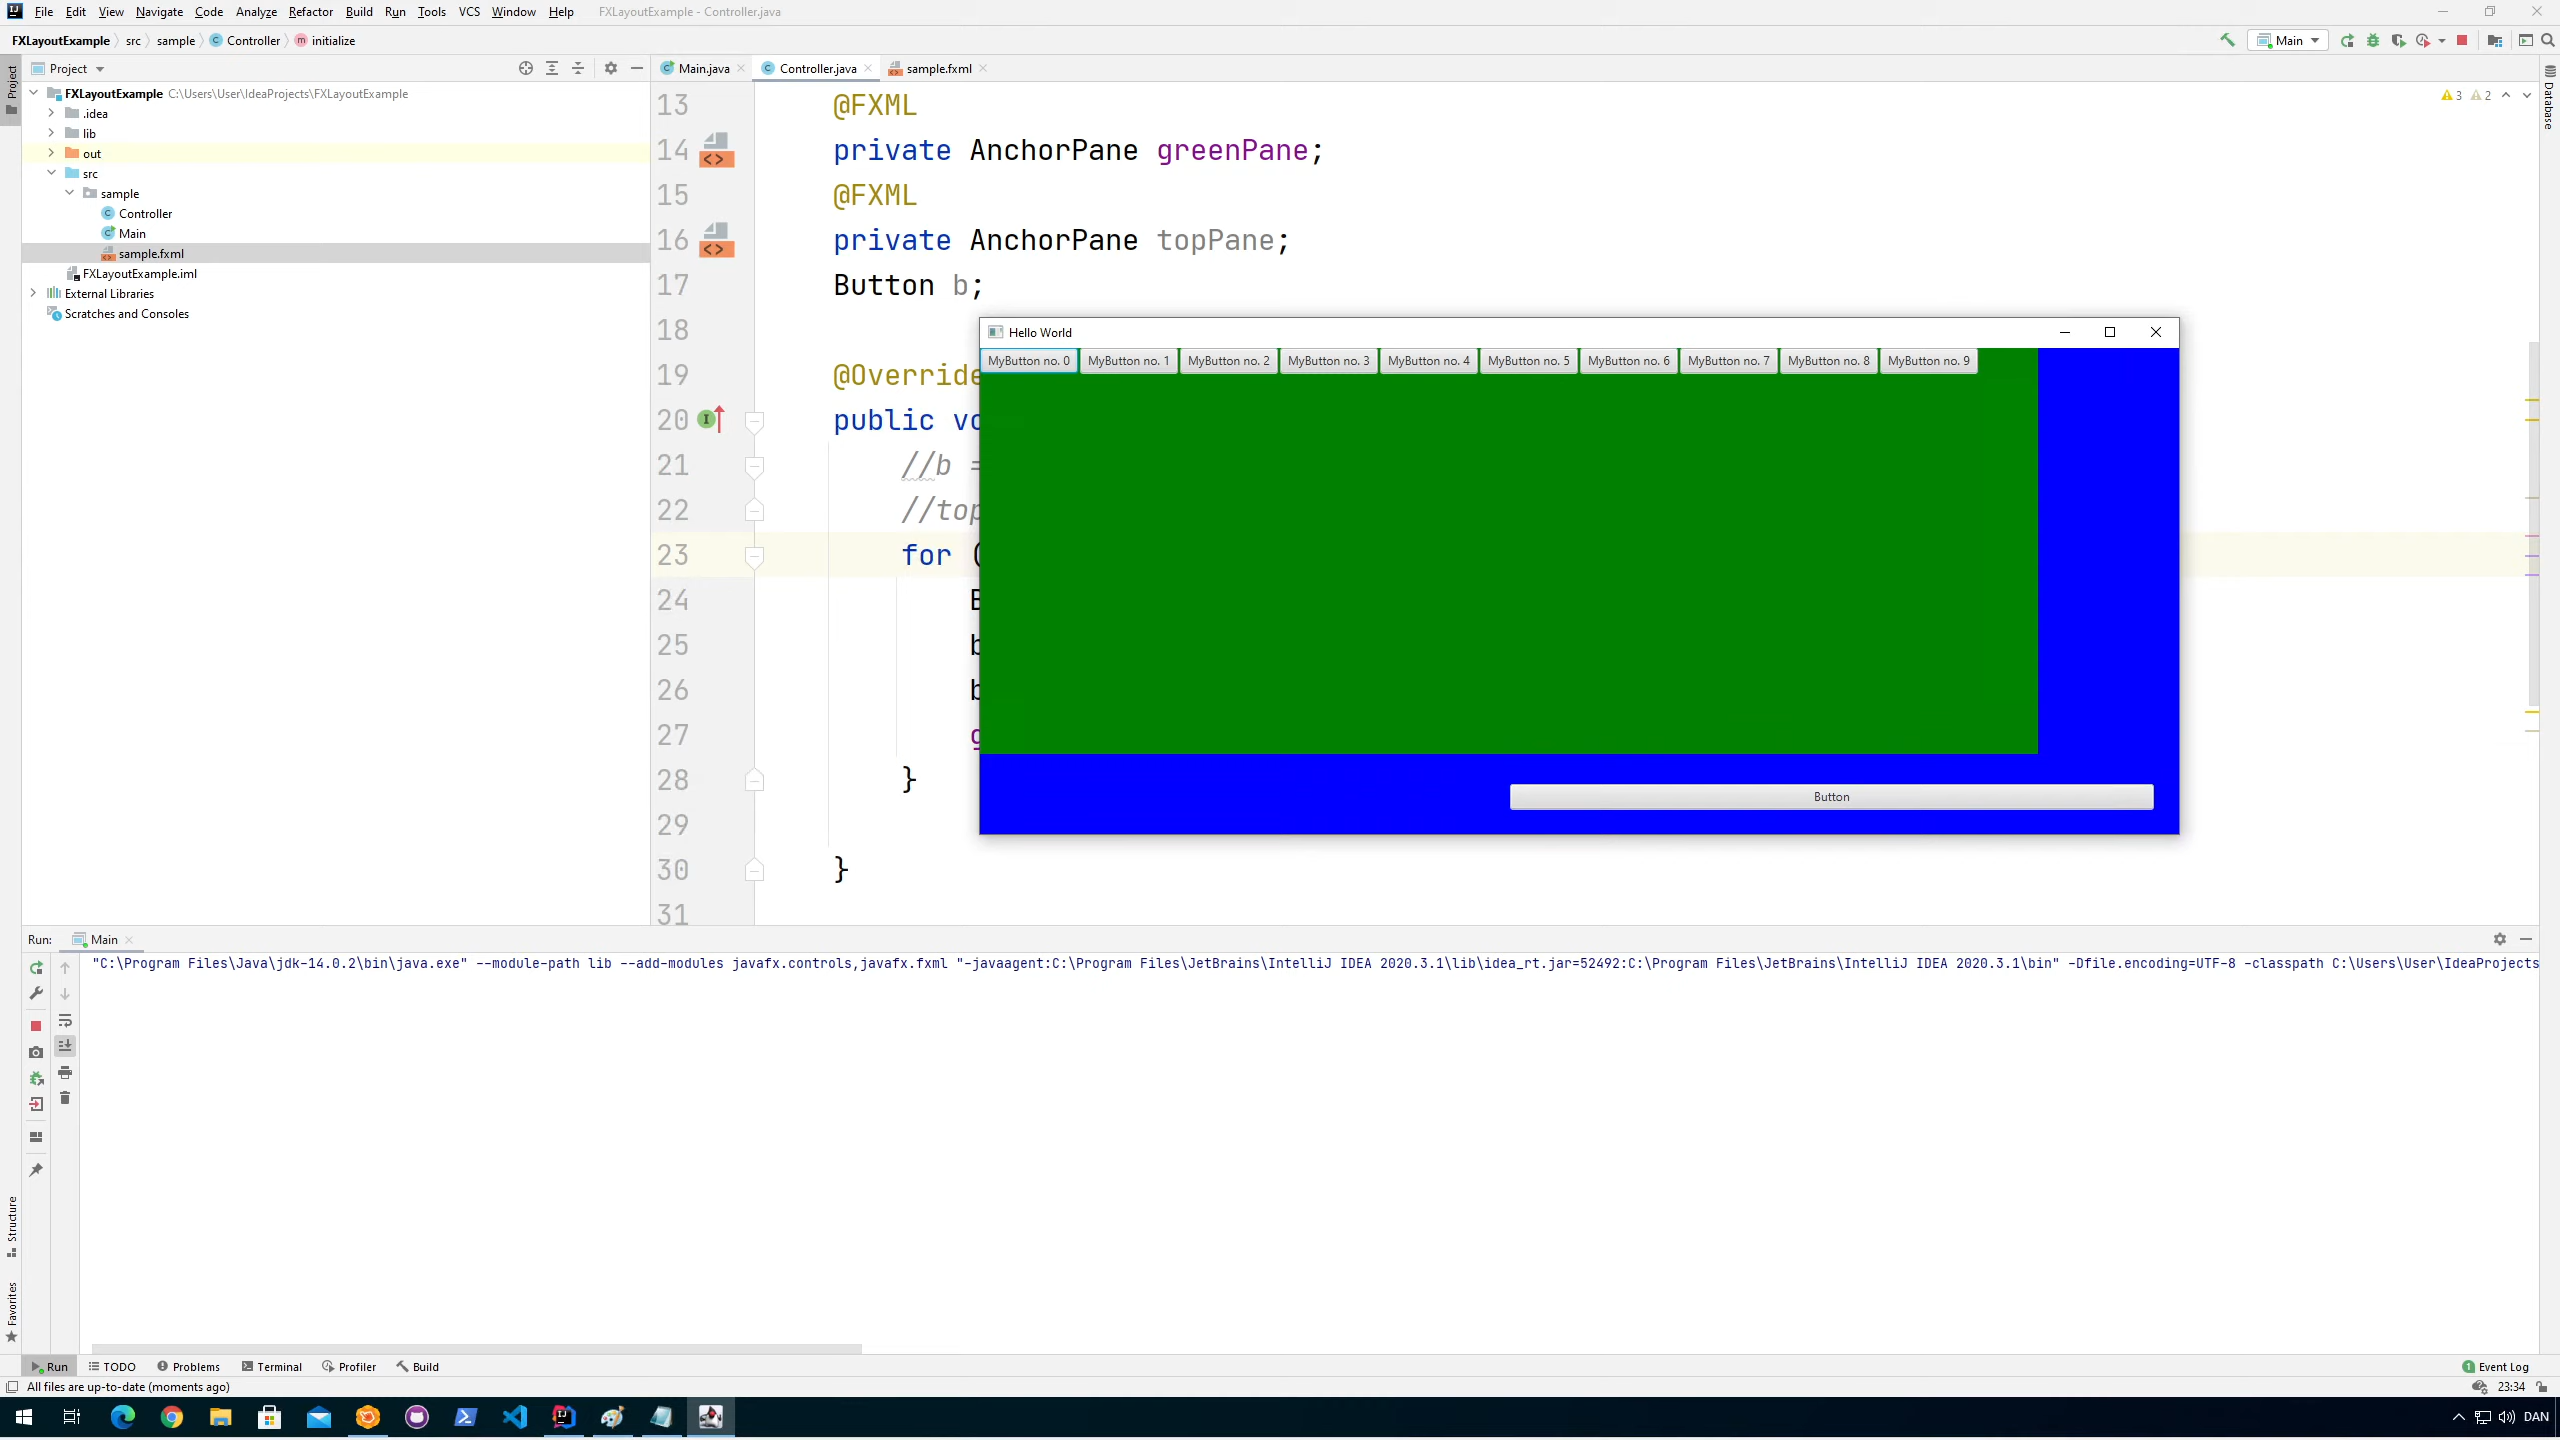 File Edit View Navigate Code Analyze Refactor Build Run Tools VCS Window Help FXLayoutExample - Controller.java
FXLayoutExample src sample Controller initialize Main
Project
Main.java Controller.java sample.fxml
Project
FXLayoutExample C:\Users\User\IdeaProjects\FXLayoutExample
.idea
lib
out
src
sample
Controller
Main
sample.fxml
FXLayoutExample.iml
External Libraries
Scratches and Consoles
3 2
Database
13 @FXML
14 private AnchorPane greenPane;
15 @FXML
16 private AnchorPane topPane;
17 Button b;
18
19 @Override
20 public vo
21 //b =
22 //top
23 for (
24 B
25 b
26 b
27 g
28 }
29
30 }
31
Hello World
MyButton no. 0 MyButton no. 1 MyButton no. 2 MyButton no. 3 MyButton no. 4 MyButton no. 5 MyButton no. 6 MyButton no. 7 MyButton no. 8 MyButton no. 9
Button
Run: Main
"C:\Program Files\Java\jdk-14.0.2\bin\java.exe" --module-path lib --add-modules javafx.controls,javafx.fxml "-javaagent:C:\Program Files\JetBrains\IntelliJ IDEA 2020.3.1\lib\idea_rt.jar=52492:C:\Program Files\JetBrains\IntelliJ IDEA 2020.3.1\bin" -Dfile.encoding=UTF-8 -classpath C:\Users\User\IdeaProjects
Structure
Favorites
Run TODO Problems Terminal Profiler Build 1 Event Log
All files are up-to-date (moments ago) 23:34
DAN